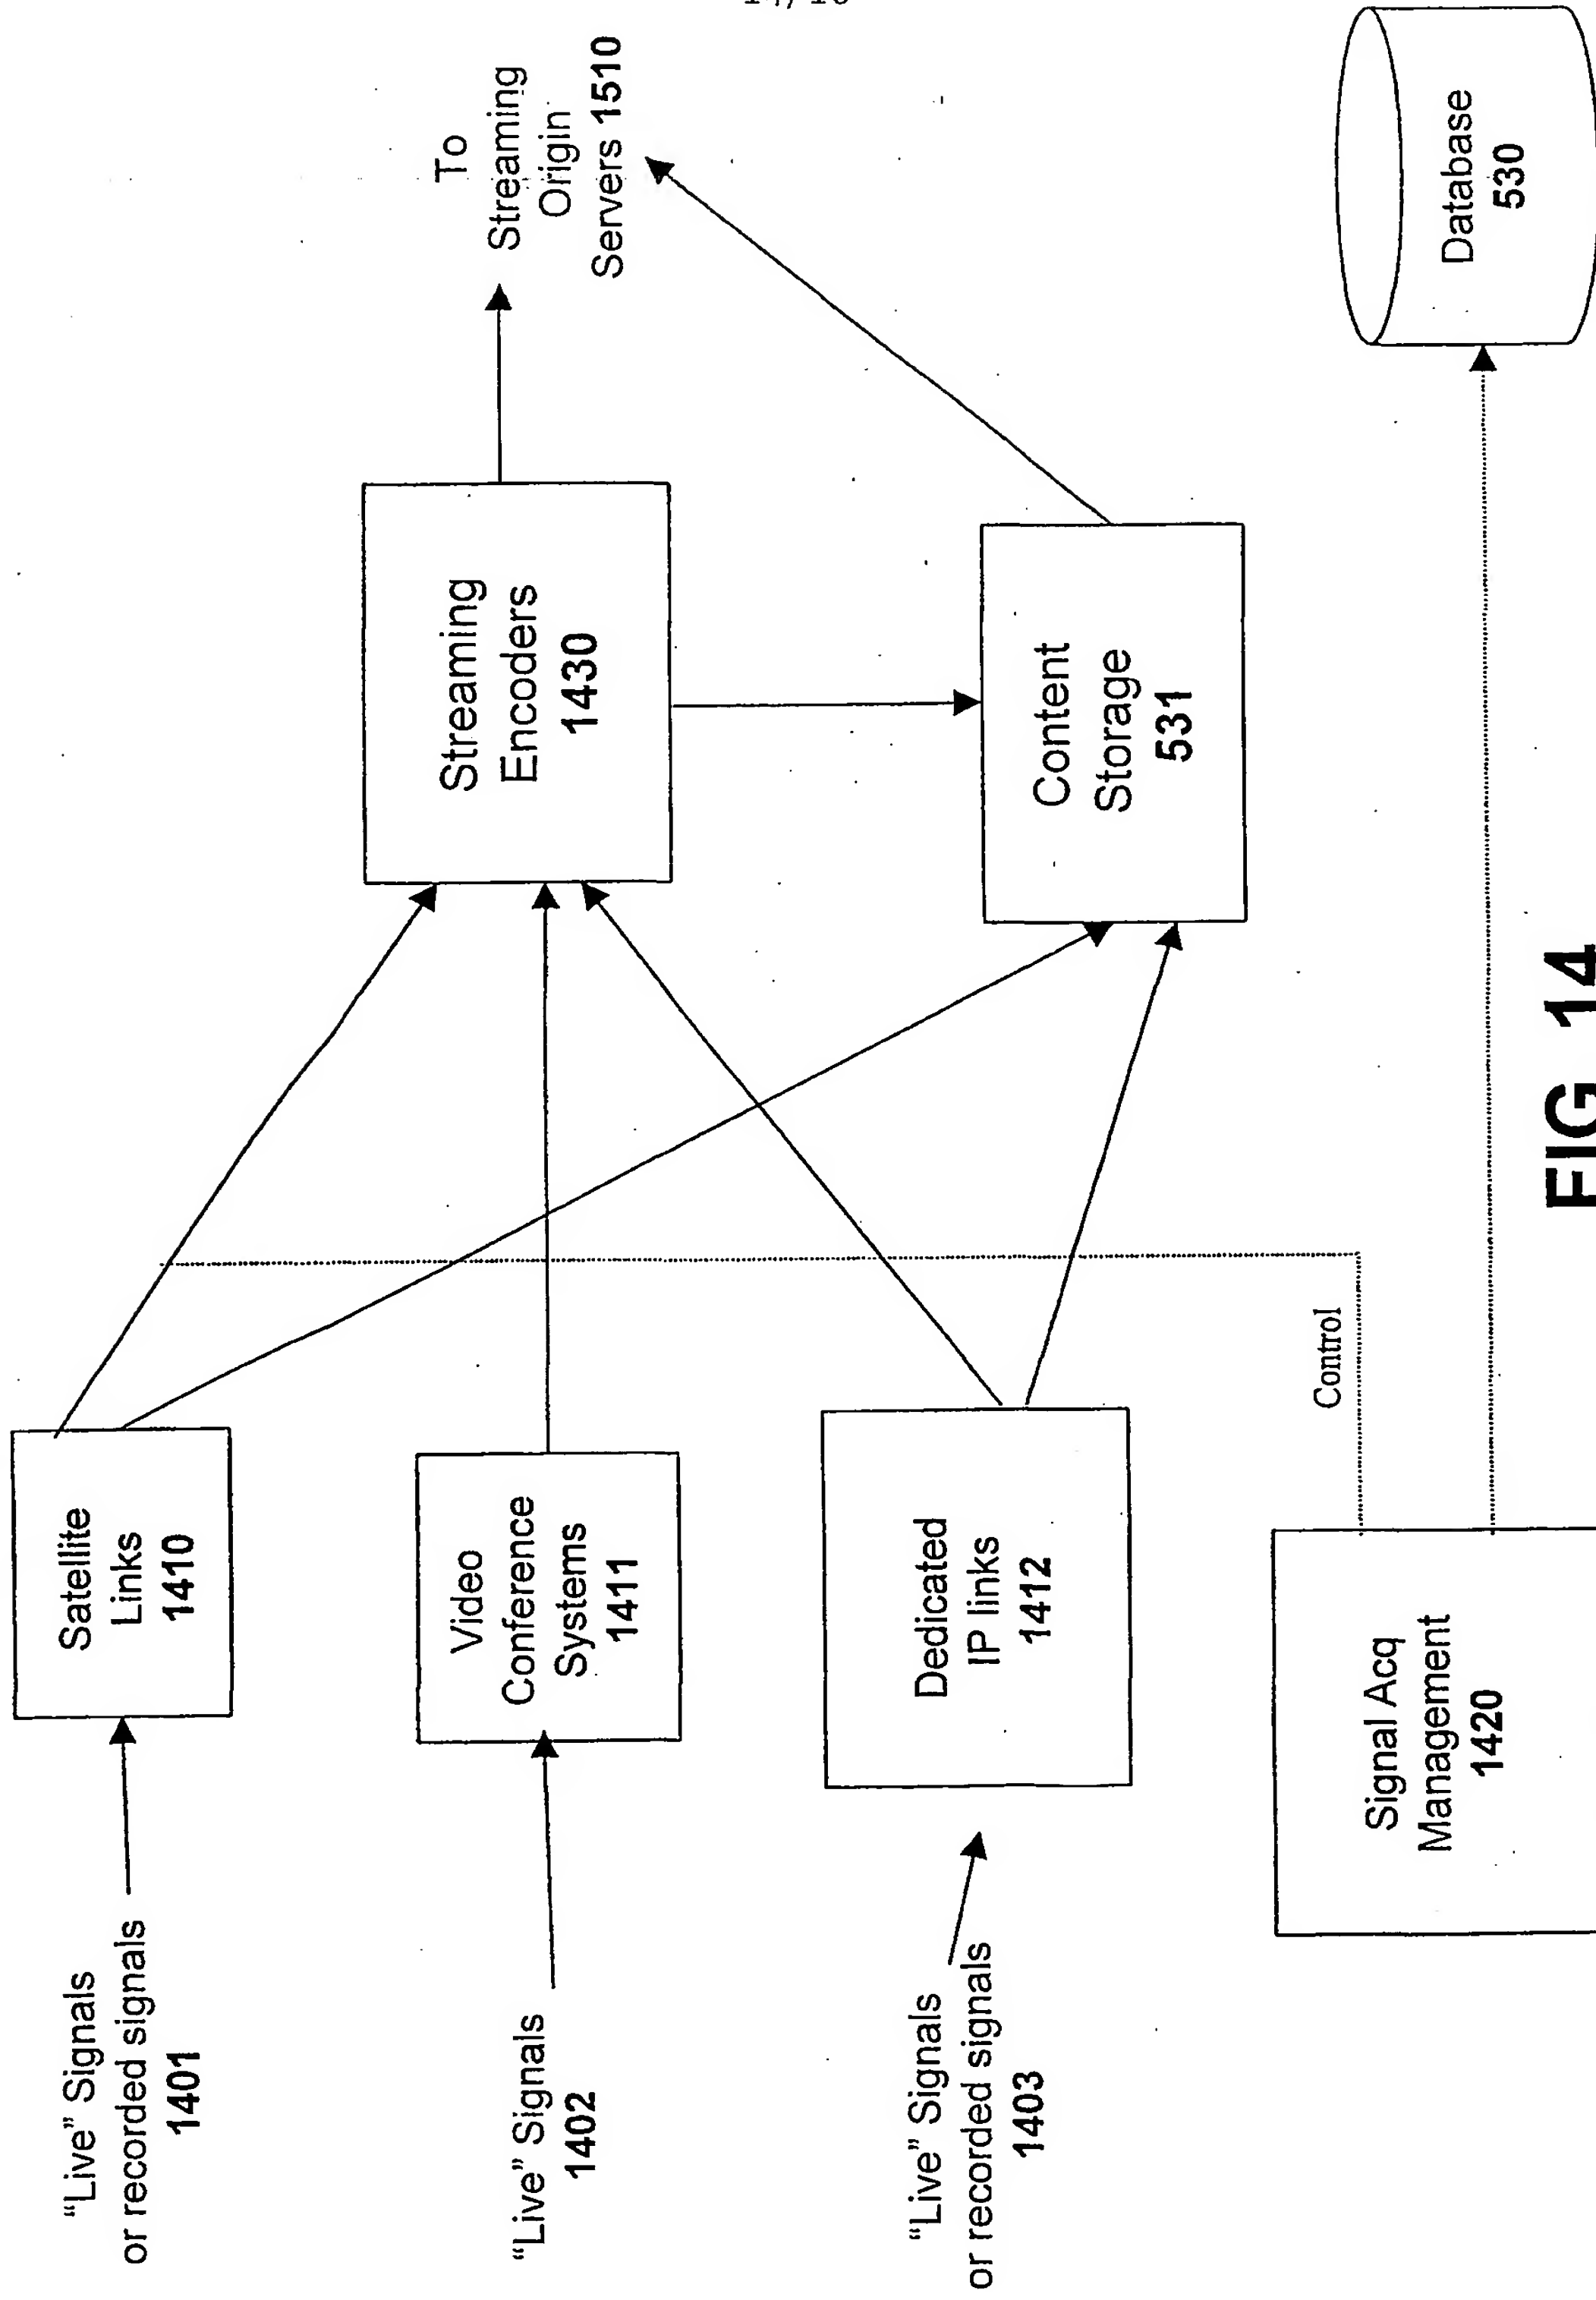 "Live" Signals
or recorded signals
1401
Satellite
Links
1410
"Live" Signals
1402
Video
Conference
Systems
1411
"Live" Signals
or recorded signals
1403
Dedicated
IP links
1412
Signal Acq
Management
1420
Control
Streaming
Encoders
1430
Content
Storage
531
To
Streaming
Origin
Servers 1510
Database
530
FIG 14